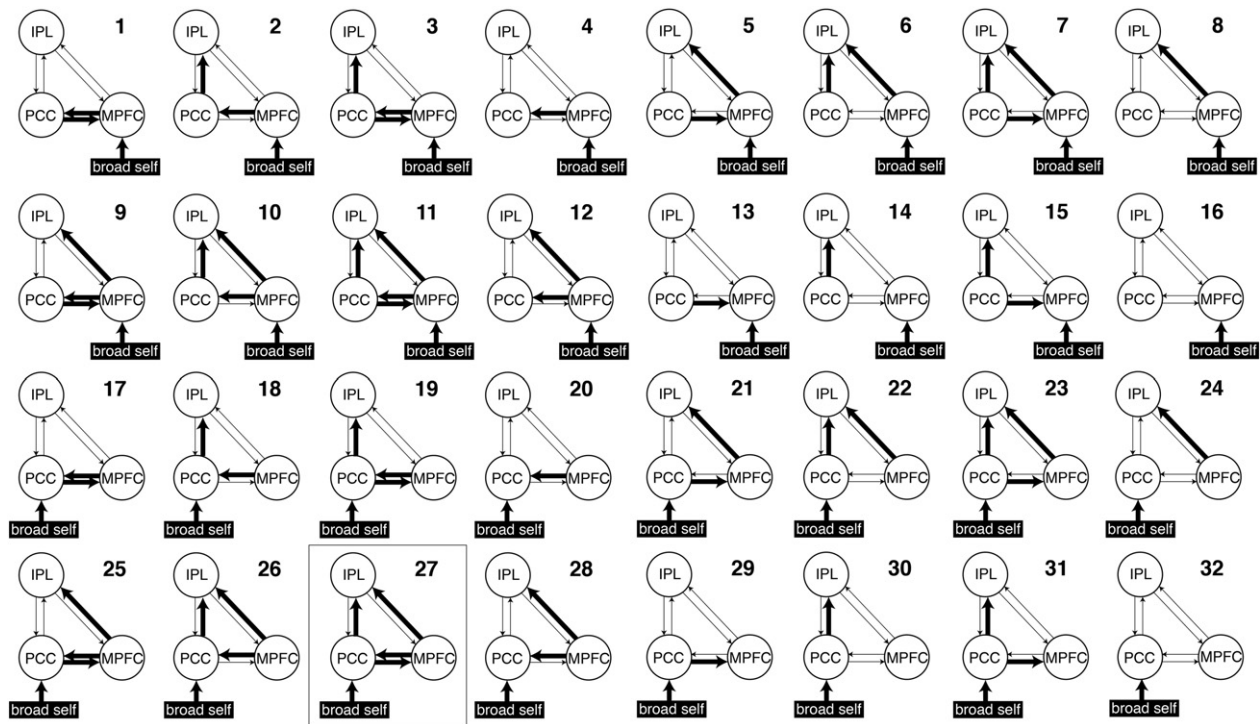 IPL 1 IPL 2 IPL 3 IPL 4 IPL 5 IPL 6 IPL 7 IPL 8
PCC MPFC PCC MPFC PCC MPFC PCC MPFC PCC MPFC PCC MPFC PCC MPFC PCC MPFC
broad self broad self broad self broad self broad self broad self broad self broad self
IPL 9 IPL 10 IPL 11 IPL 12 IPL 13 IPL 14 IPL 15 IPL 16
PCC MPFC PCC MPFC PCC MPFC PCC MPFC PCC MPFC PCC MPFC PCC MPFC PCC MPFC
broad self broad self broad self broad self broad self broad self broad self broad self
IPL 17 IPL 18 IPL 19 IPL 20 IPL 21 IPL 22 IPL 23 IPL 24
PCC MPFC PCC MPFC PCC MPFC PCC MPFC PCC MPFC PCC MPFC PCC MPFC PCC MPFC
broad self broad self broad self broad self broad self broad self broad self broad self
IPL 25 IPL 26 IPL 27 IPL 28 IPL 29 IPL 30 IPL 31 IPL 32
PCC MPFC PCC MPFC PCC MPFC PCC MPFC PCC MPFC PCC MPFC PCC MPFC PCC MPFC
broad self broad self broad self broad self broad self broad self broad self broad self